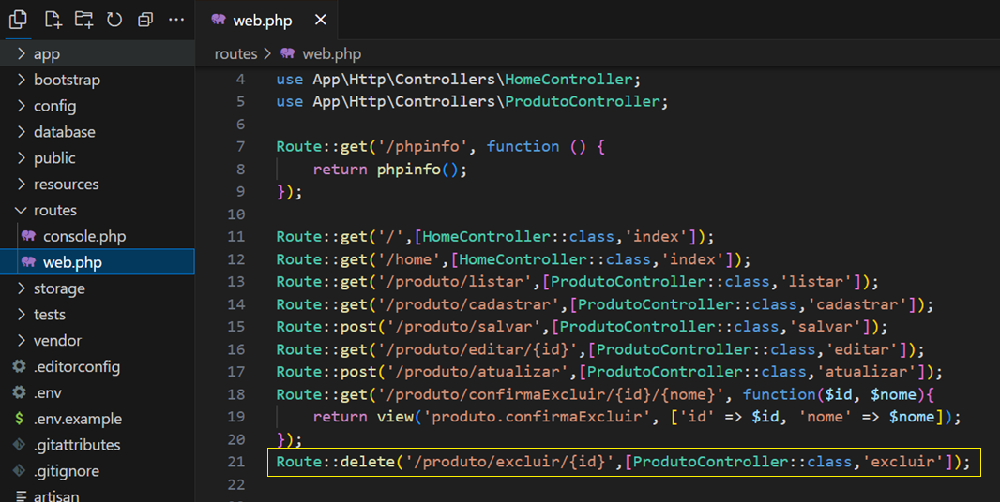 web.php
app
bootstrap
config
database
public
resources
routes
console.php
web.php
storage
tests
vendor
.editorconfig
.env
.env.example
.gitattributes
.gitignore
artisan
routes > web.php
4 use App\Http\Controllers\HomeController;
5 use App\Http\Controllers\ProdutoController;
6
7 Route::get('/phpinfo', function () {
8     return phpinfo();
9 });
10
11 Route::get('/',[HomeController::class,'index']);
12 Route::get('/home',[HomeController::class,'index']);
13 Route::get('/produto/listar',[ProdutoController::class,'listar']);
14 Route::get('/produto/cadastrar',[ProdutoController::class,'cadastrar']);
15 Route::post('/produto/salvar',[ProdutoController::class,'salvar']);
16 Route::get('/produto/editar/{id}',[ProdutoController::class,'editar']);
17 Route::post('/produto/atualizar',[ProdutoController::class,'atualizar']);
18 Route::get('/produto/confirmaExcluir/{id}/{nome}', function($id, $nome){
19     return view('produto.confirmaExcluir', ['id' => $id, 'nome' => $nome]);
20 });
21 Route::delete('/produto/excluir/{id}',[ProdutoController::class,'excluir']);
22